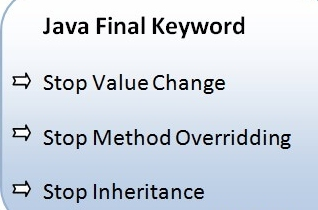 Java Final Keyword
Stop Value Change
Stop Method Overridding
Stop Inheritance